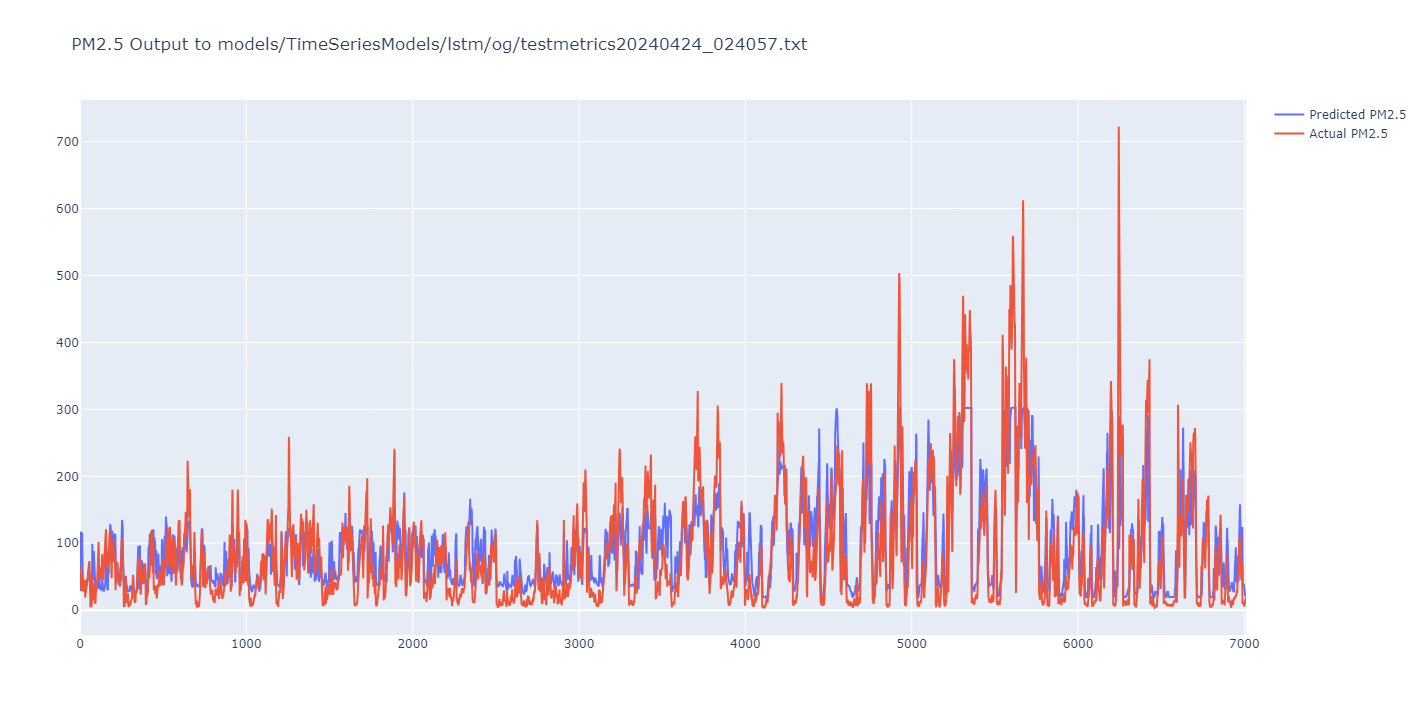 PM2.5 Output to models/TimeSeriesModels/lstm/og/testmetrics20240424_024057.txt
Predicted PM2.5
Actual PM2.5
700
600
500
400
300
200
100
0
0 1000 2000 3000 4000 5000 6000 7000